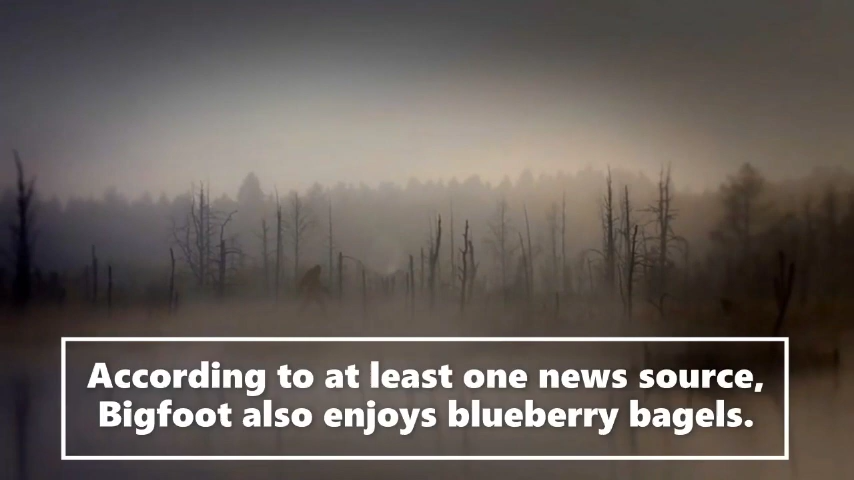 According to at least one news source,
Bigfoot also enjoys blueberry bagels.